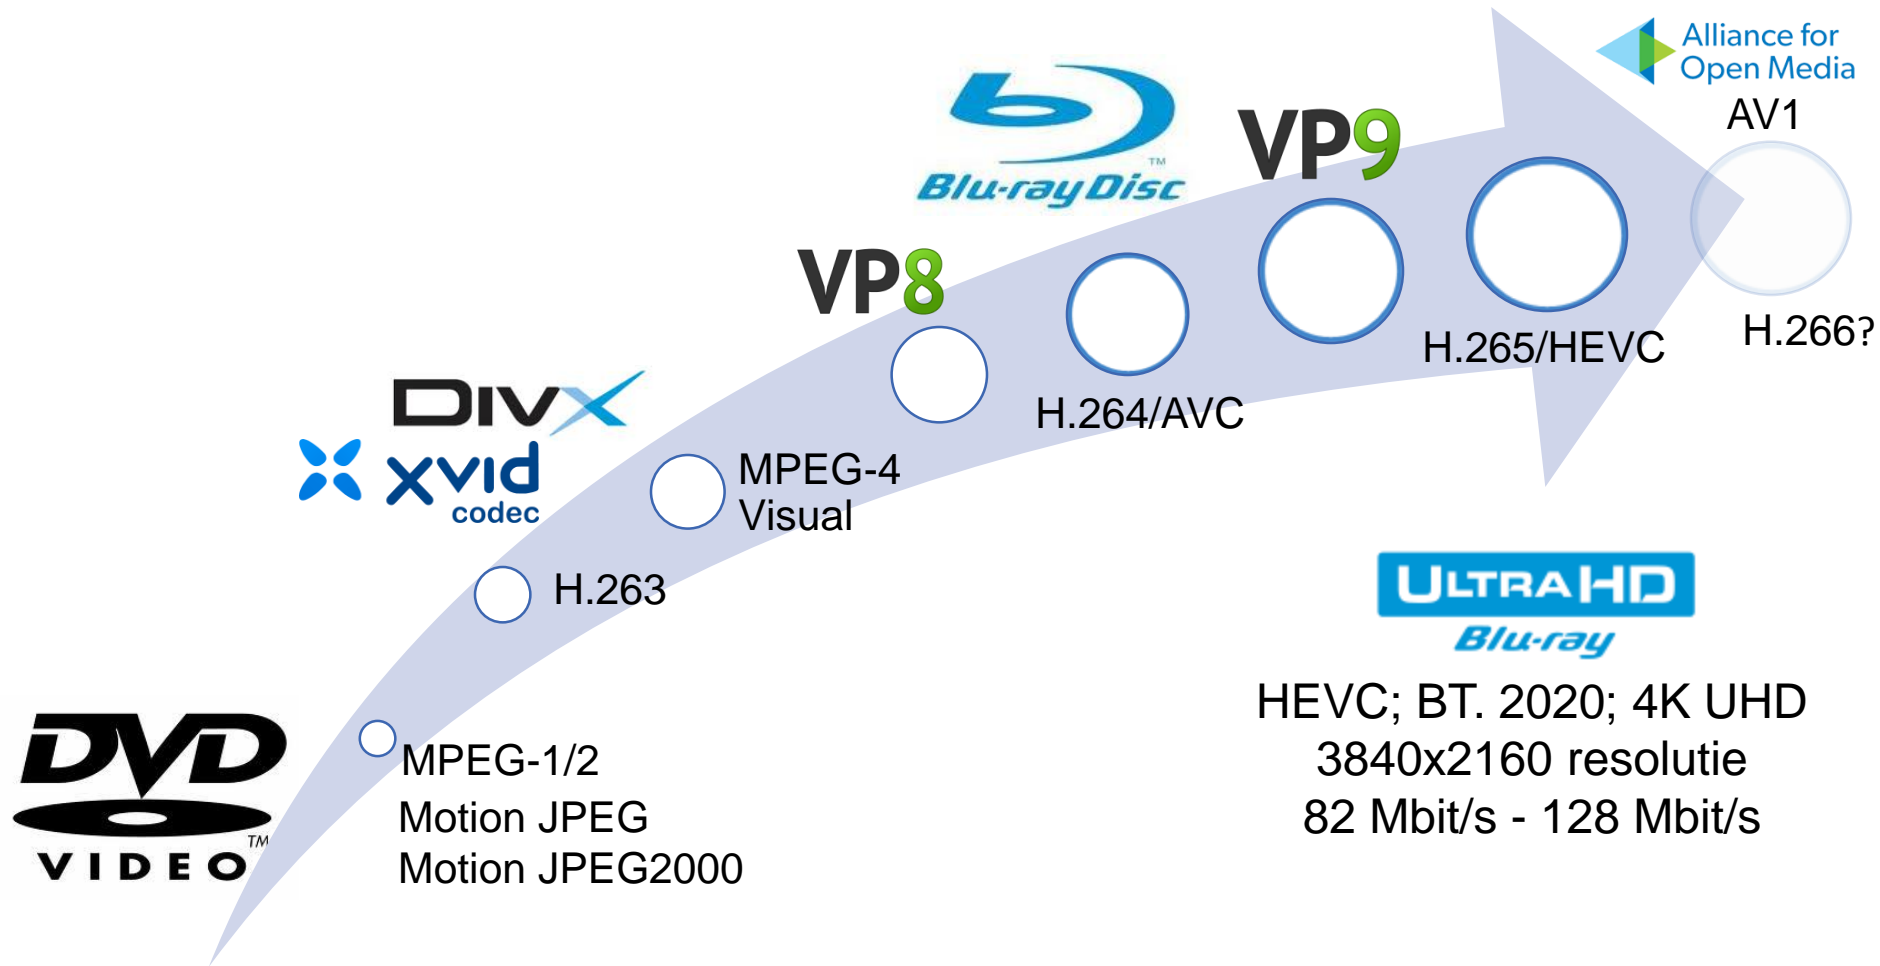 Alliance for
Open Media
AV1
H.266?
VP9
H.265/HEVC
TM
Blu-ray Disc
H.264/AVC
VP8
DIVX
xvid
codec
MPEG-4
Visual
H.263
DVD
TM
VIDEO
MPEG-1/2
Motion JPEG
Motion JPEG2000
ULTRA HD
Blu-ray
HEVC; BT. 2020; 4K UHD
3840x2160 resolutie
82 Mbit/s - 128 Mbit/s